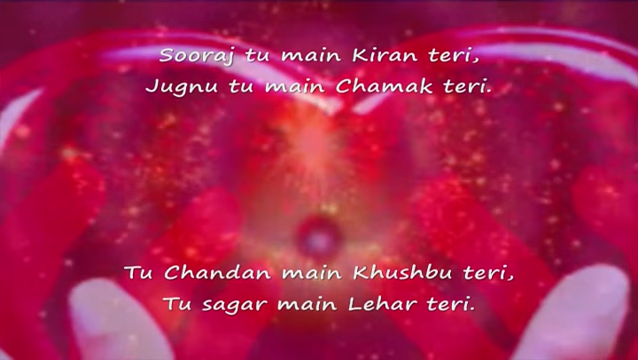 Sooraj tu main Kiran teri,
Jugnu tu main Chamak teri.
Tu Chandan main Khushbu teri,
Tu sagar main Lehar teri.